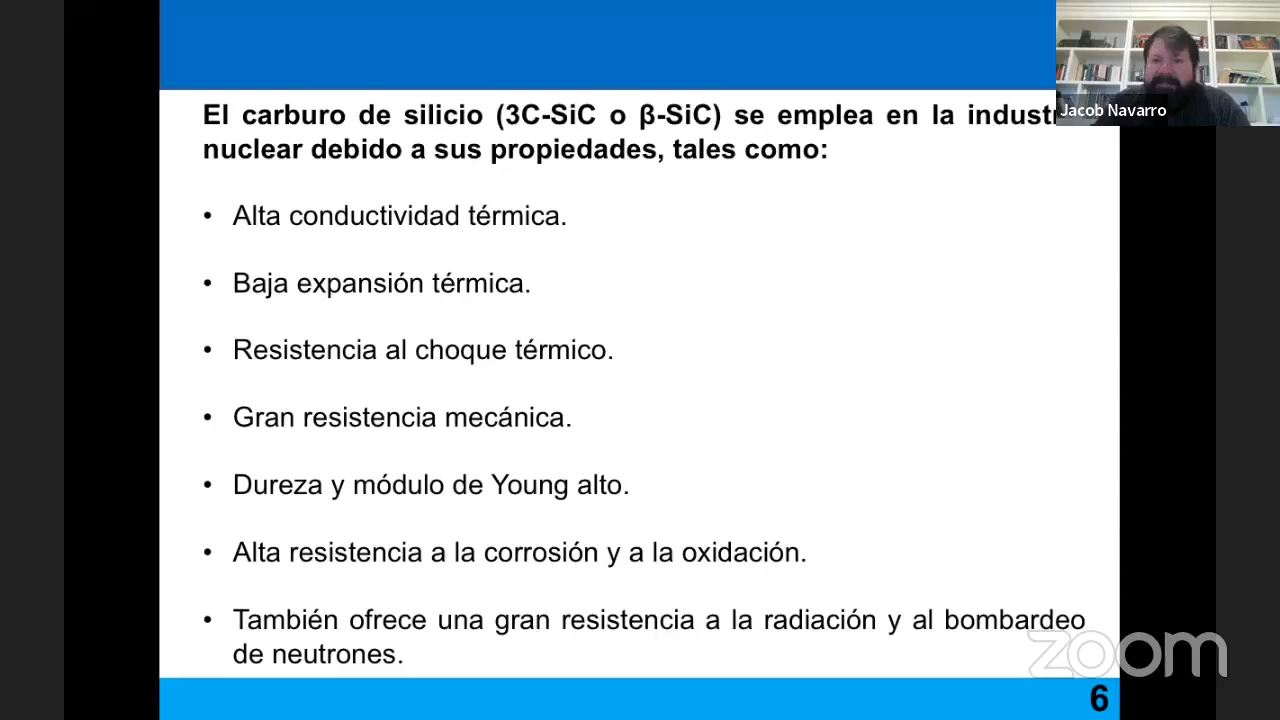 El carburo de silicio (3C-SiC o β-SiC) se emplea en la
nuclear debido a sus propiedades, tales como:
• Alta conductividad térmica.
• Baja expansión térmica.
• Resistencia al choque térmico.
• Gran resistencia mecánica.
• Dureza y módulo de Young alto.
• Alta resistencia a la corrosión y a la oxidación.
• También ofrece una gran resistencia a la radiación y al bombardeo
de neutrones.
6
Jacob Navarro
zoom